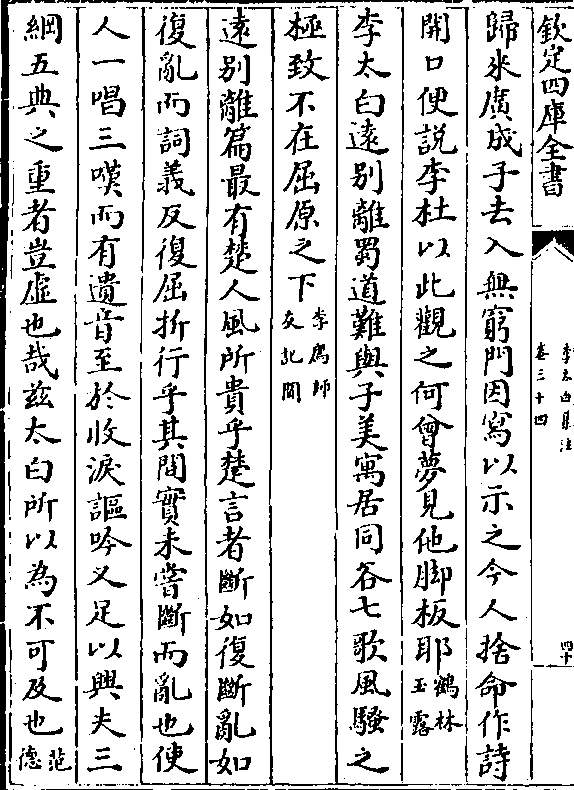 欽定四庫全書
李太白集注
卷三十四
四十
歸來廣成子去入無窮門因寫以示之今人捨命作詩
開口便說李杜以此觀之何曾夢見他脚板耶鶴林玉露
李太白遠别離蜀道難與子美寓居同谷七歌風騷之
極致不在屈原之下李廌師友記聞
遠别離篇最有楚人風所貴乎楚言者斷如復斷亂如
復亂而詞義反復屈折行乎其間實未嘗斷而亂也使
人一唱三嘆而有遺音至於收淚謳吟又足以興夫三
綱五典之重者豈虛也哉兹太白所以為不可及也范德